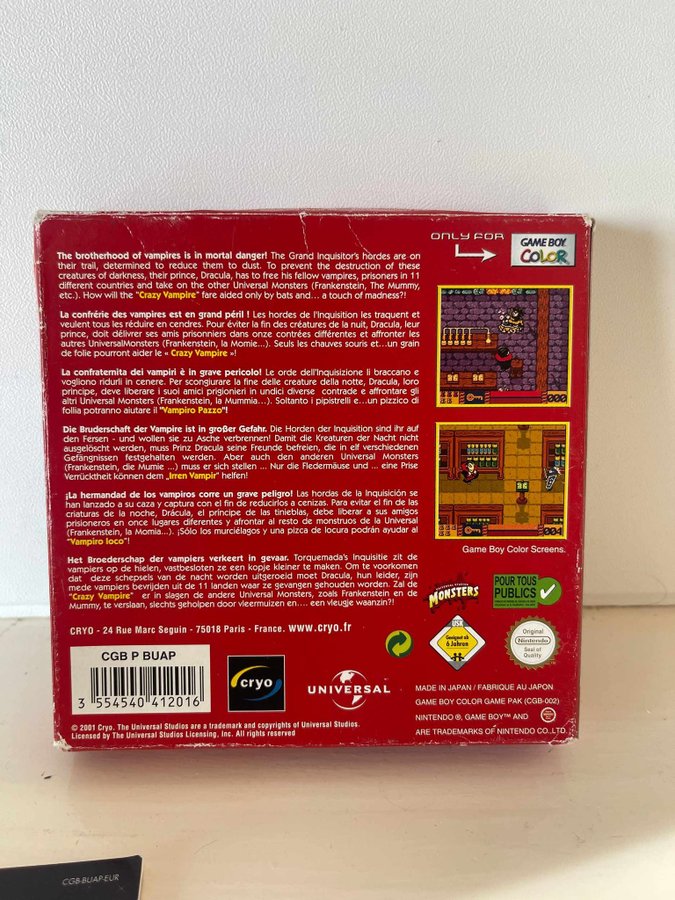 ONLY FOR
GAME BOY
COLOR
The brotherhood of vampires is in mortal danger! The Grand Inquisitor's hordes are on
their trail, determined to reduce them to dust. To prevent the destruction of these
creatures of darkness, their prince, Dracula, has to free his fellow vampires, prisoners in 11
different countries and take on the other Universal Monsters (Frankenstein, The Mummy,
etc.). How will the "Crazy Vampire" fare aided only by bats and... a touch of madness?!
La confrérie des vampires est en grand péril ! Les hordes de l'Inquisition les traquent et
veulent tous les réduire en cendres. Pour éviter la fin des créatures de la nuit, Dracula, leur
prince, doit délivrer ses amis prisonniers dans onze contrées différentes et affronter les
autres UniversalMonsters (Frankenstein, la Momie...). Seuls les chauves souris et...un grain
de folie pourront aider le « Crazy Vampire »!
La confraternita dei vampiri è in grave pericolo! Le orde dell'Inquisizione li braccano e
vogliono ridurli in cenere. Per scongiurare la fine delle creature della notte, Dracula, loro
principe, deve liberare i suoi amici prigionieri in undici diverse contrade e affrontare gli
altri Universal Monsters (Frankenstein, la Mummia...). Soltanto i pipistrelli e...un pizzico di
follia potranno aiutare il "Vampiro Pazzo"!
Die Bruderschaft der Vampire ist in großer Gefahr. Die Horden der Inquisition sind ihr auf
den Fersen - und wollen sie zu Asche verbrennen! Damit die Kreaturen der Nacht nicht
ausgelöscht werden, muss Prinz Dracula seine Freunde befreien, die in elf verschiedenen
Gefängnissen festgehalten werden. Aber auch den anderen Universal Monsters
(Frankenstein, die Mumie ...) muss er sich stellen ... Nur die Fledermäuse und ... eine Prise
Verrücktheit können dem „Irren Vampir" helfen!
¡La hermandad de los vampiros corre un grave peligro! Las hordas de la Inquisición se
han lanzado a su caza y captura con el fin de reducirlos a cenizas. Para evitar el fin de las
criaturas de la noche, Drácula, el príncipe de las tinieblas, debe liberar a sus amigos
prisioneros en once lugares diferentes y afrontar al resto de monstruos de la Universal
(Frankenstein, la Momia...). ¡Sólo los murciélagos y una pizca de locura podrán ayudar al
"Vampiro loco"!
Het Broederschap der vampiers verkeert in gevaar. Torquemada's Inquisitie zit de
vampiers op de hielen, vastbesloten ze een kopje kleiner te maken. Om te voorkomen
dat deze schepsels van de nacht worden uitgeroeid moet Dracula, hun leider, zijn
mede vampiers bevrijden uit de 11 landen waar ze gevangen gehouden worden. Zal de
"Crazy Vampire" er in slagen de andere Universal Monsters, zoals Frankenstein en de
Mummy, te verslaan, slechts geholpen door vleermuizen en.... een vleugje waanzin?!
000
004
Game Boy Color Screens.
CRYO - 24 Rue Marc Seguin - 75018 Paris - France. www.cryo.fr
MONSTERS
POUR TOUS
PUBLICS
USK
Geeignet ab
6 Jahren
Original
Nintendo
Seal of
Quality
CGB P BUAP
3 554540 412016
cryo
UNIVERSAL
MADE IN JAPAN / FABRIQUE AU JAPON
GAME BOY COLOR GAME PAK (CGB-002)
NINTENDO ®, GAME BOY™ AND
ARE TRADEMARKS OF NINTENDO CO.,LTD.
© 2001 Cryo. The Universal Studios are a trademark and copyrights of Universal Studios.
Licensed by The Universal Studios Licensing, Inc. All rights reserved
CGB-BUAP-EUR